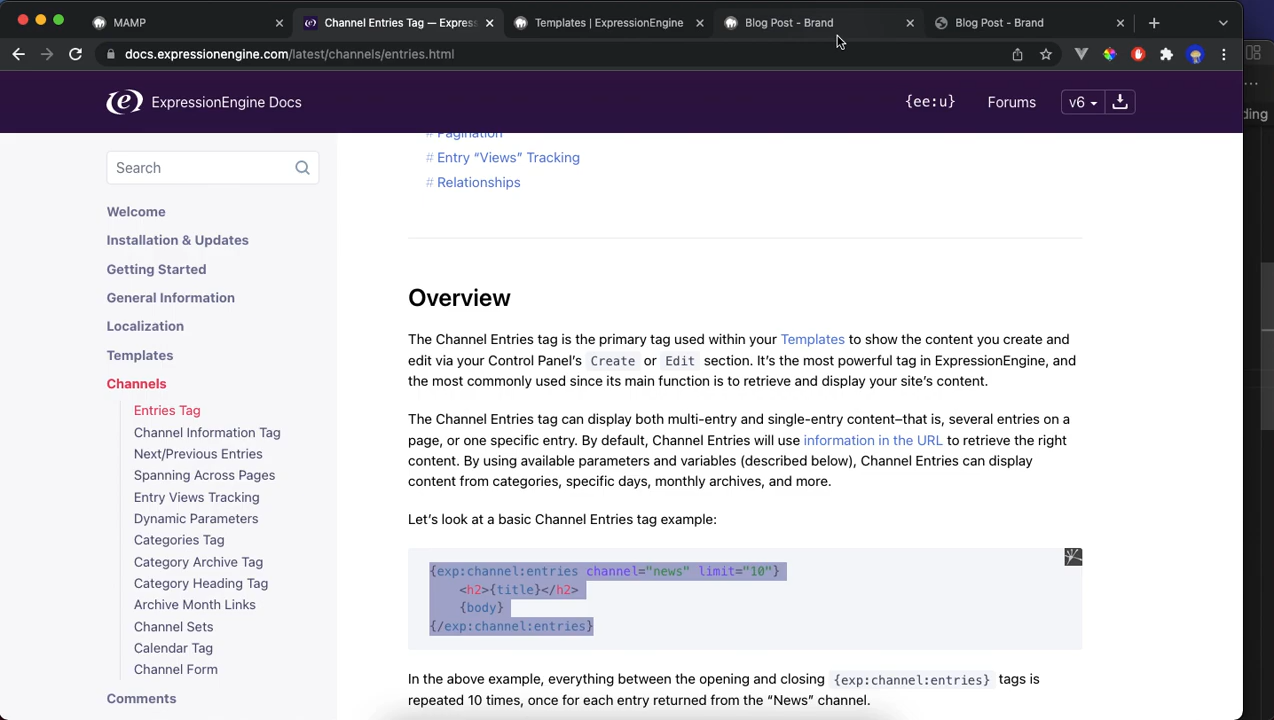 MAMP
Channel Entries Tag — Express
Templates | ExpressionEngine
Blog Post - Brand
Blog Post - Brand
docs.expressionengine.com/latest/channels/entries.html
ExpressionEngine Docs
{ee:u}
Forums
v6
ding
Search
Welcome
Installation & Updates
Getting Started
General Information
Localization
Templates
Channels
Entries Tag
Channel Information Tag
Next/Previous Entries
Spanning Across Pages
Entry Views Tracking
Dynamic Parameters
Categories Tag
Category Archive Tag
Category Heading Tag
Archive Month Links
Channel Sets
Calendar Tag
Channel Form
Comments
# Pagination
# Entry “Views” Tracking
# Relationships
Overview
The Channel Entries tag is the primary tag used within your Templates to show the content you create and
edit via your Control Panel’s Create or Edit section. It’s the most powerful tag in ExpressionEngine, and
the most commonly used since its main function is to retrieve and display your site’s content.
The Channel Entries tag can display both multi-entry and single-entry content–that is, several entries on a
page, or one specific entry. By default, Channel Entries will use information in the URL to retrieve the right
content. By using available parameters and variables (described below), Channel Entries can display
content from categories, specific days, monthly archives, and more.
Let’s look at a basic Channel Entries tag example:
{exp:channel:entries channel="news" limit="10"}
<h2>{title}</h2>
{body}
{/exp:channel:entries}
In the above example, everything between the opening and closing {exp:channel:entries} tags is
repeated 10 times, once for each entry returned from the “News” channel.